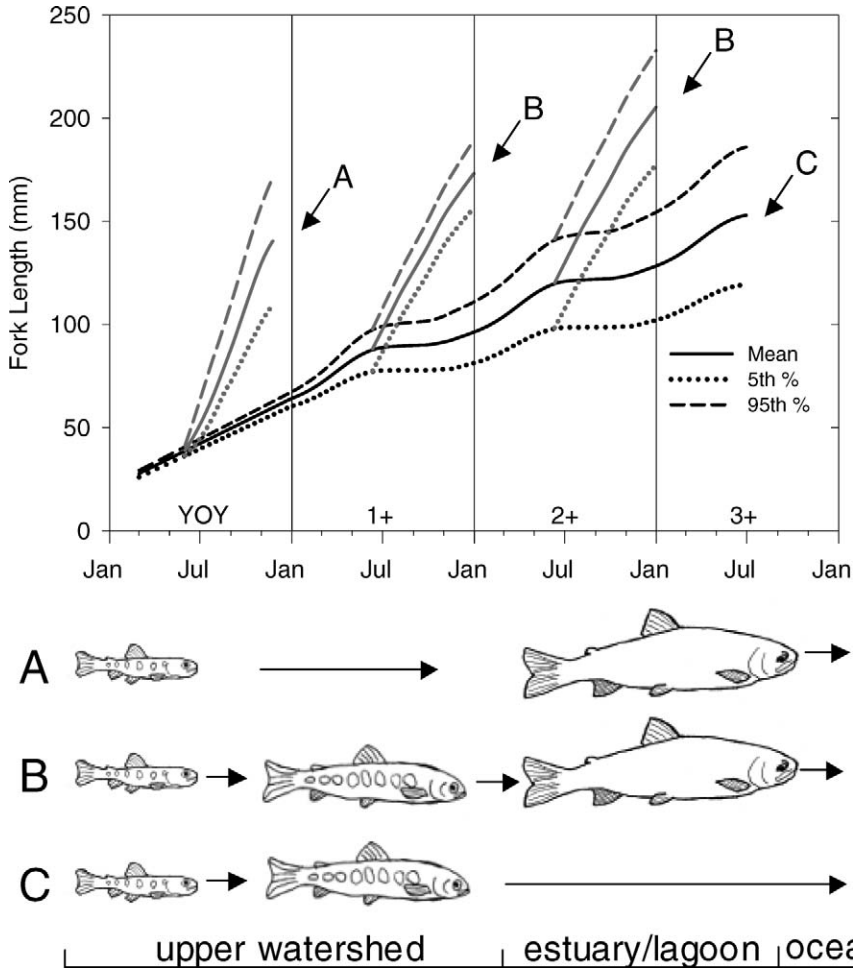 250
200
150
100
50
0
Fork Length (mm)
A
B
B
C
Mean
5th %
95th %
YOY 1+ 2+ 3+
Jan Jul Jan Jul Jan Jul Jan Jul Jan
A
B
C
upper watershed estuary/lagoon ocea